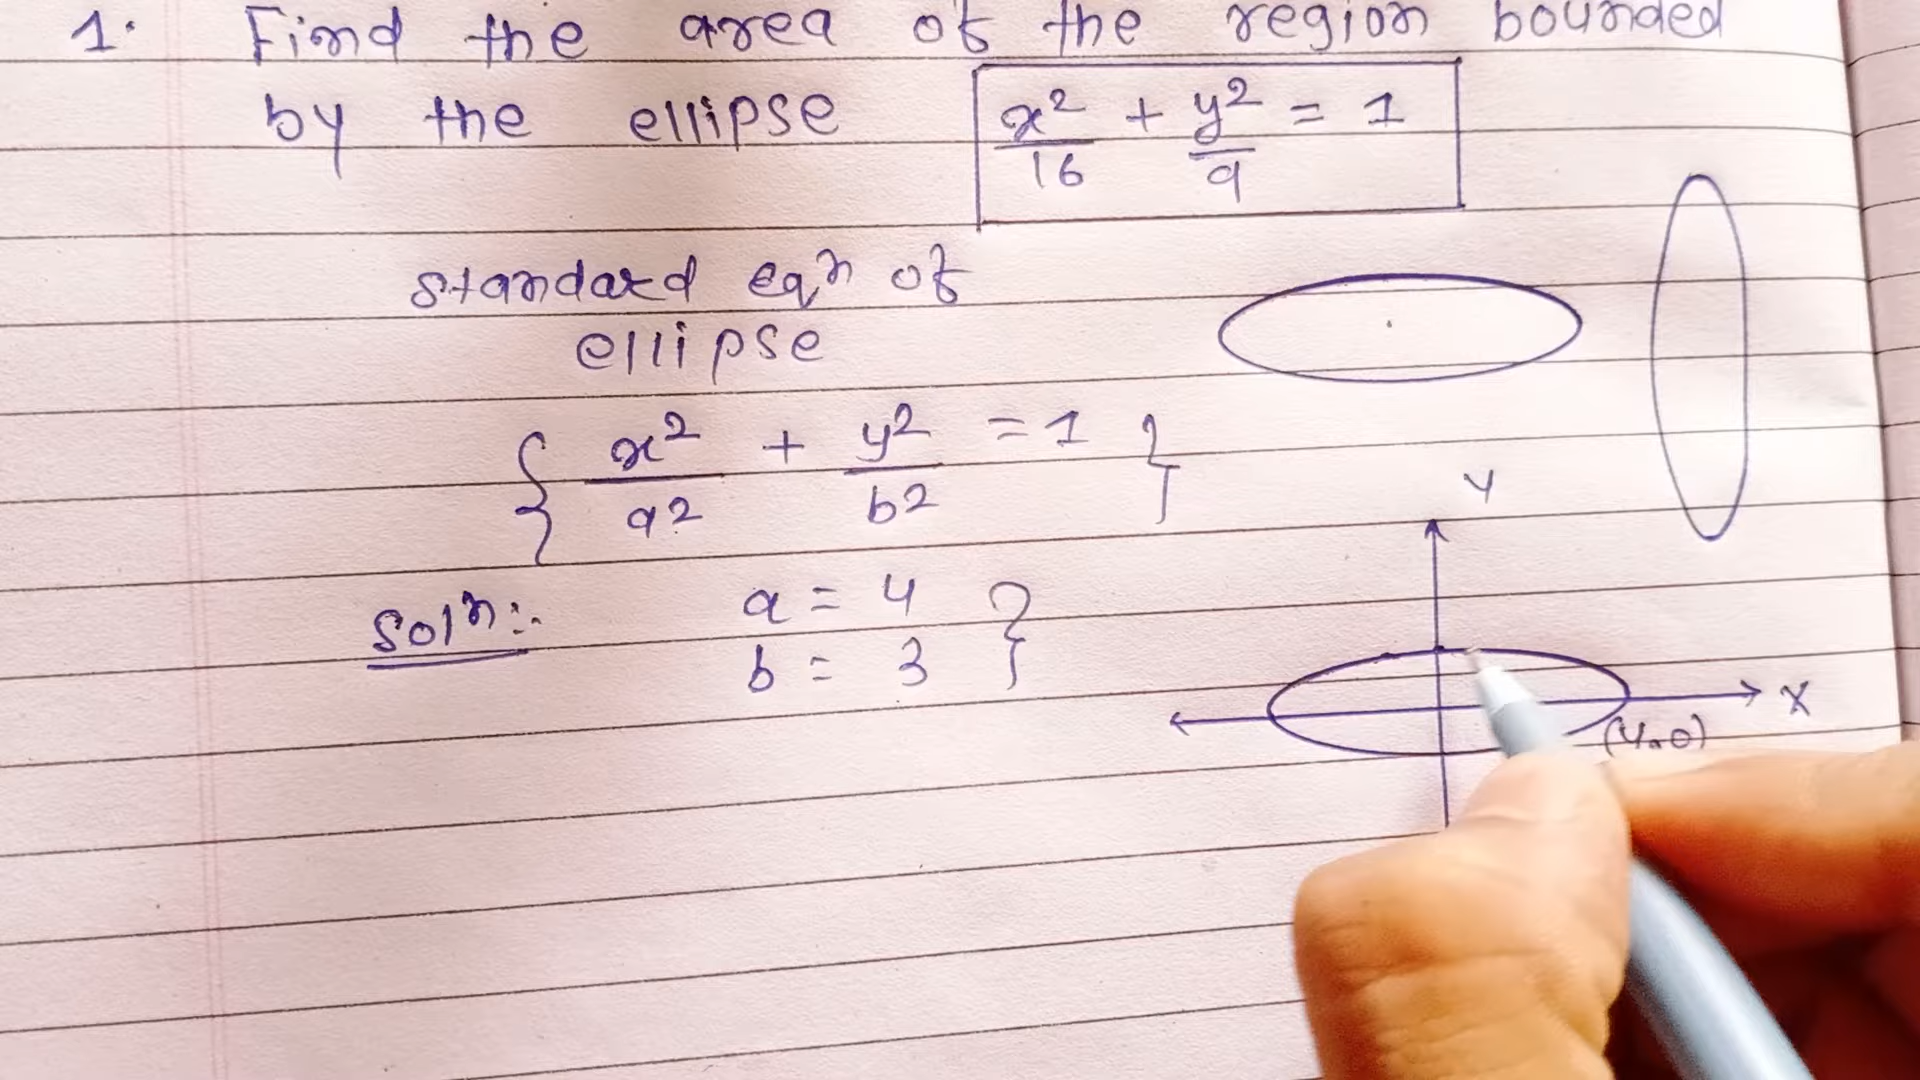 1. Find the area of the region bounded
by the ellipse x²/16 + y²/9 = 1
standard eqn of
ellipse
{ x²/a² + y²/b² = 1 }
Soln:-
a = 4
b = 3 }
Y
X
(4,0)